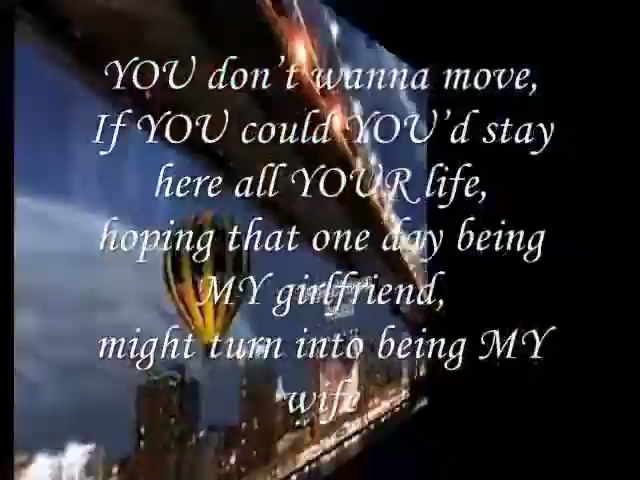 YOU don't wanna move,
If YOU could YOU'd stay
here all YOUR life,
hoping that one day being
MY girlfriend,
might turn into being MY
wife